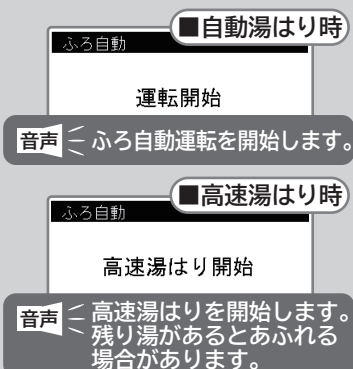 ■自動湯はり時
ふろ自動
運転開始
音声 ふろ自動運転を開始します。
■高速湯はり時
ふろ自動
高速湯はり開始
音声 高速湯はりを開始します。
残り湯があるとあふれる
場合があります。